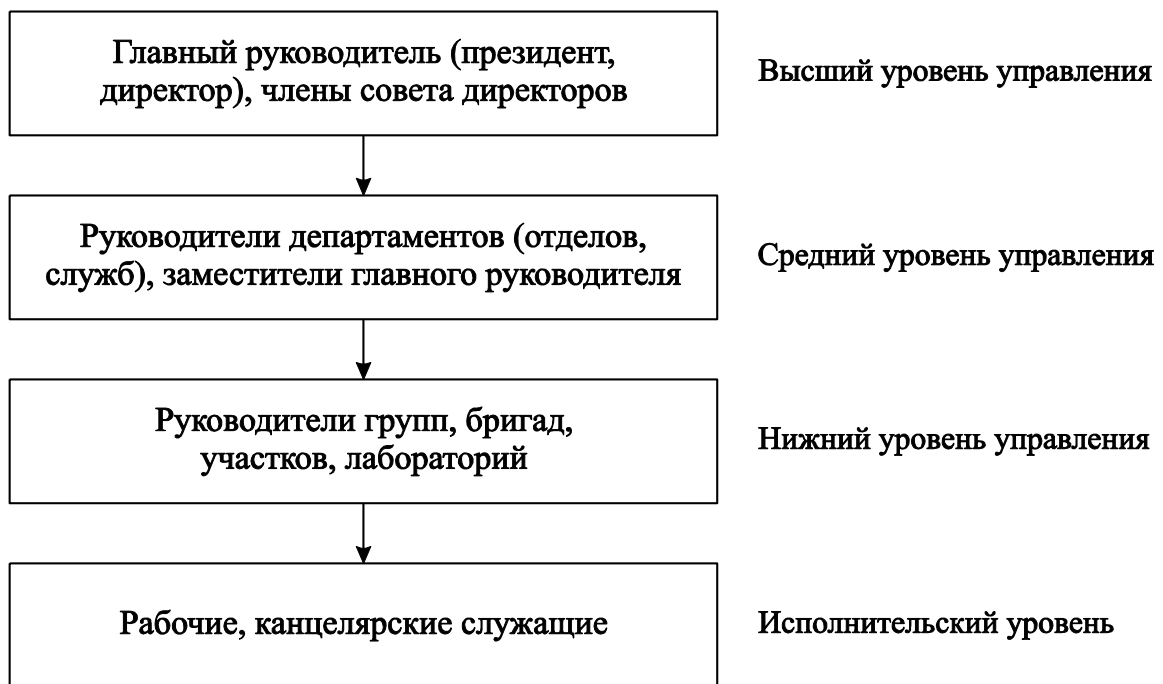 Главный руководитель (президент,
директор), члены совета директоров
Высший уровень управления
Руководители департаментов (отделов,
служб), заместители главного руководителя
Средний уровень управления
Руководители групп, бригад,
участков, лабораторий
Нижний уровень управления
Рабочие, канцелярские служащие
Исполнительский уровень